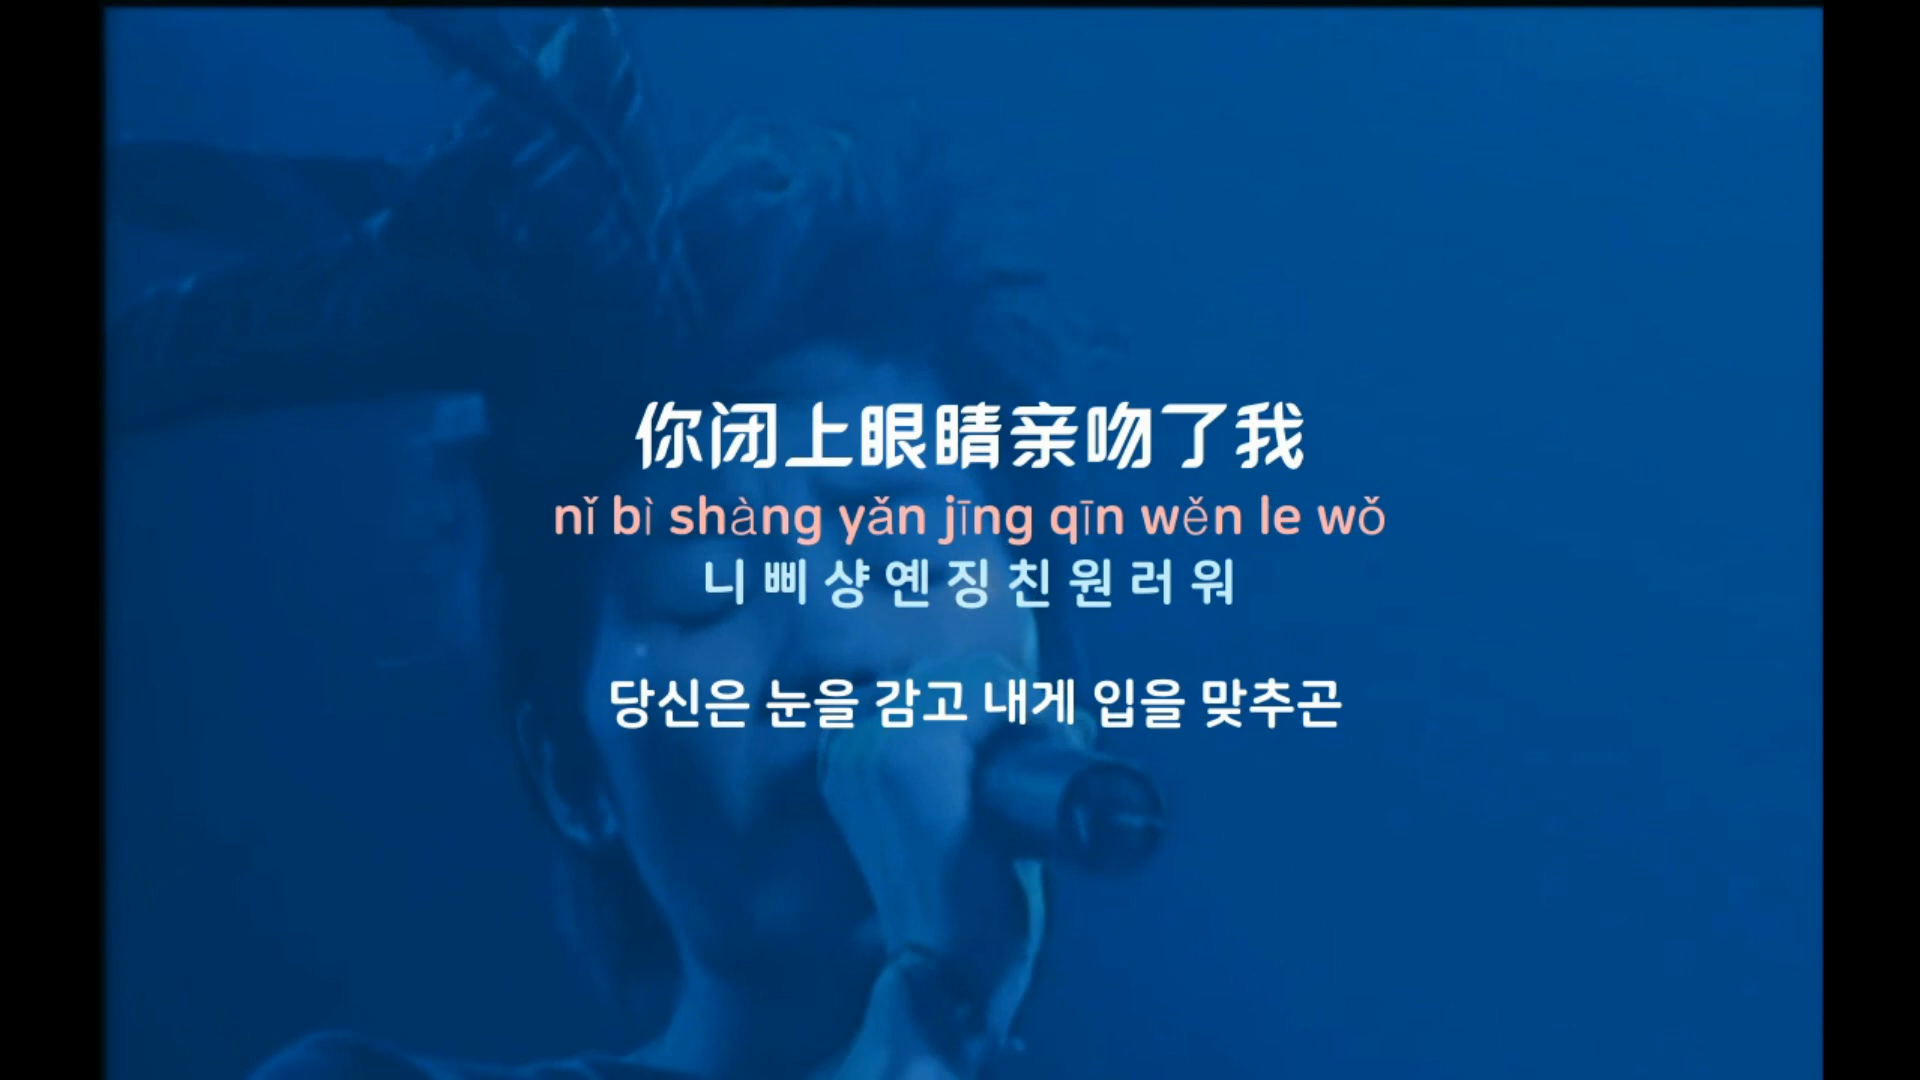 你闭上眼睛亲吻了我
nǐ bì shàng yǎn jīng qīn wěn le wǒ
니 삐 샹 옌 징 친 원 러 워
당신은 눈을 감고 내게 입을 맞추곤